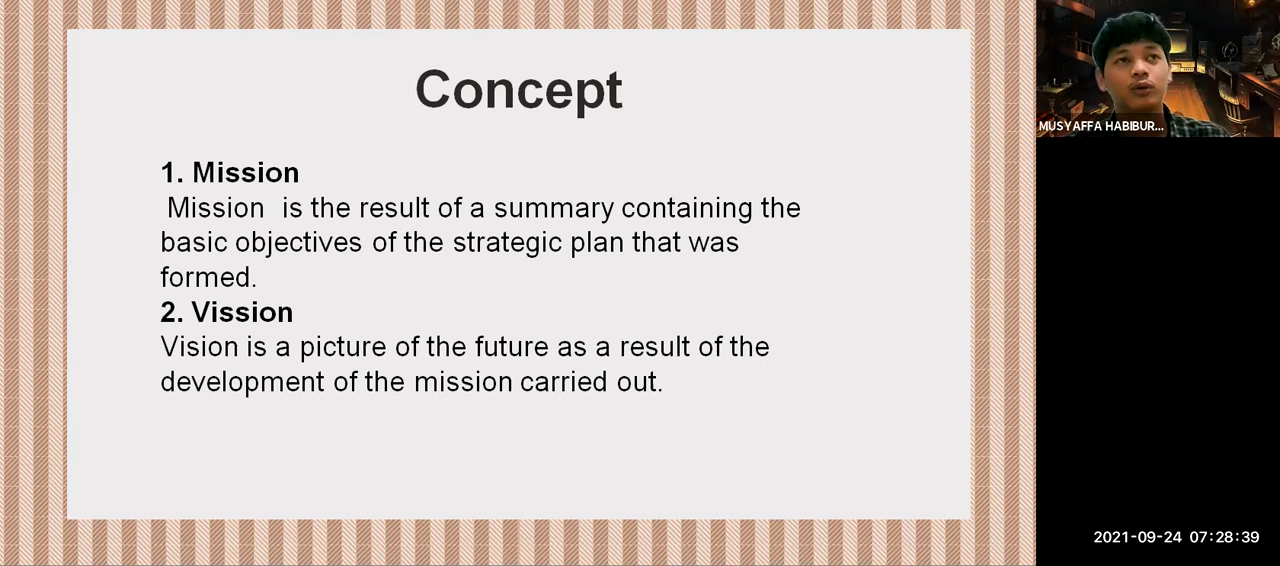 Concept
1. Mission
Mission is the result of a summary containing the
basic objectives of the strategic plan that was
formed.
2. Vission
Vision is a picture of the future as a result of the
development of the mission carried out.
MUSYAFFA HABIBUR...
2021-09-24 07:28:39